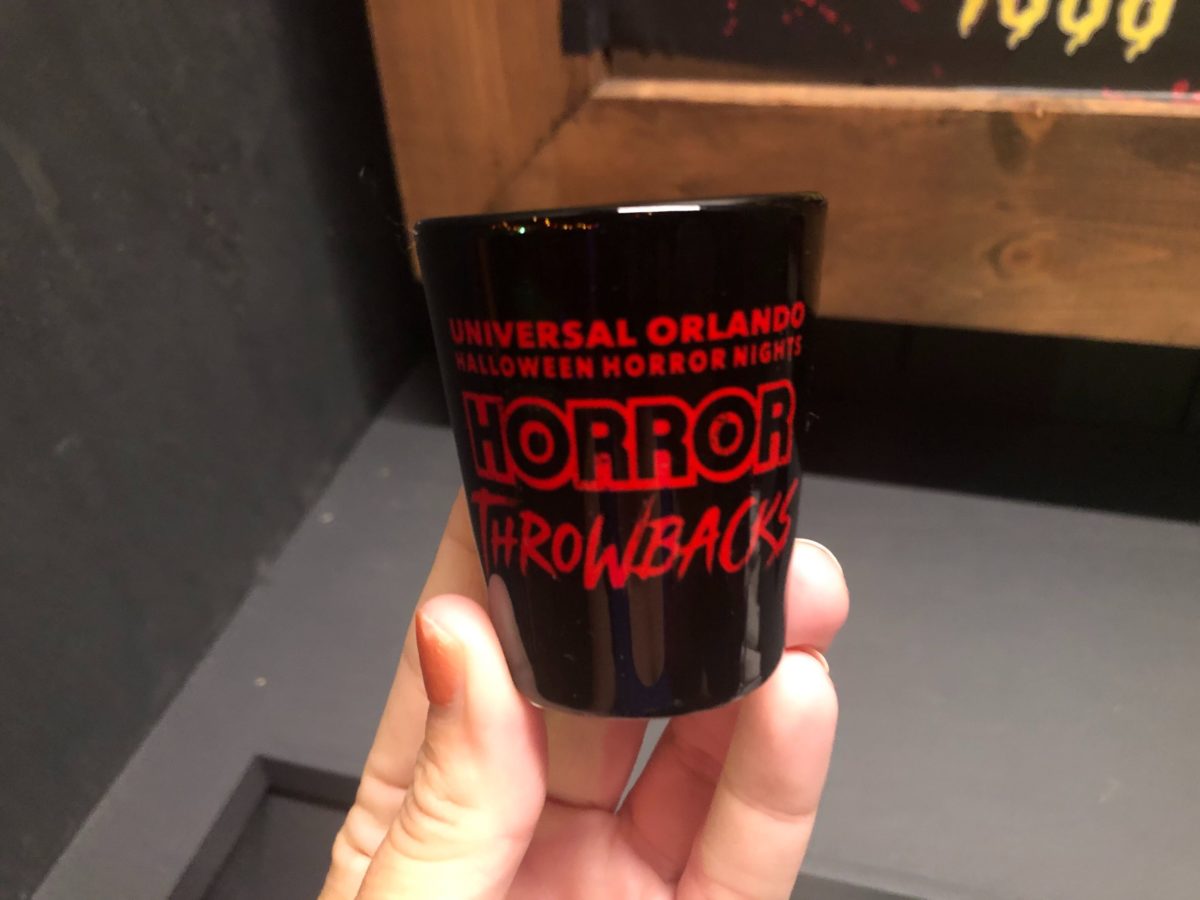 UNIVERSAL ORLANDO
HALLOWEEN HORROR NIGHTS
HORROR
THROWBACKS